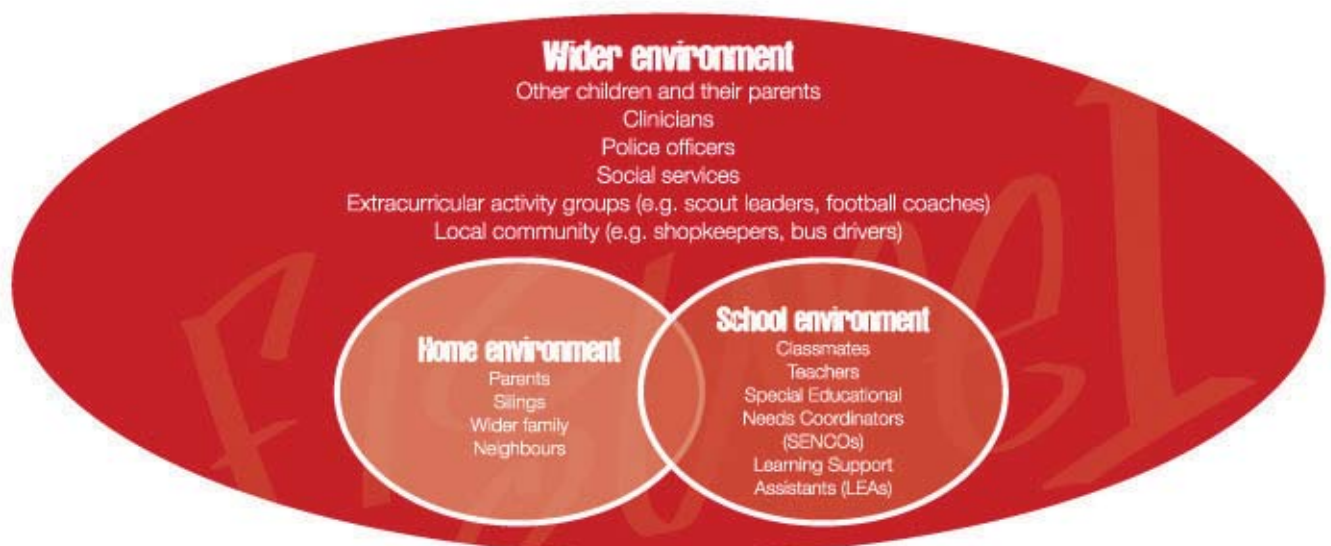 Wider environment
Other children and their parents
Clinicians
Police officers
Social services
Extracurricular activity groups (e.g. scout leaders, football coaches)
Local community (e.g. shopkeepers, bus drivers)
Home environment
Parents
Silings
Wider family
Neighbours
School environment
Classmates
Teachers
Special Educational
Needs Coordinators
(SENCOs)
Learning Support
Assistants (LEAs)